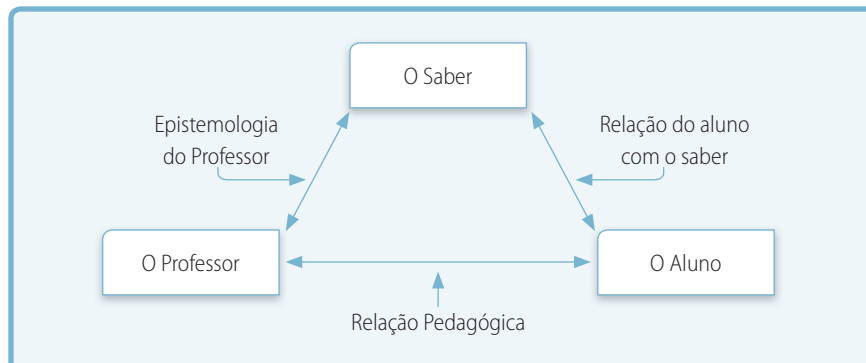 O Saber
Epistemologia
do Professor
Relação do aluno
com o saber
O Professor
O Aluno
Relação Pedagógica